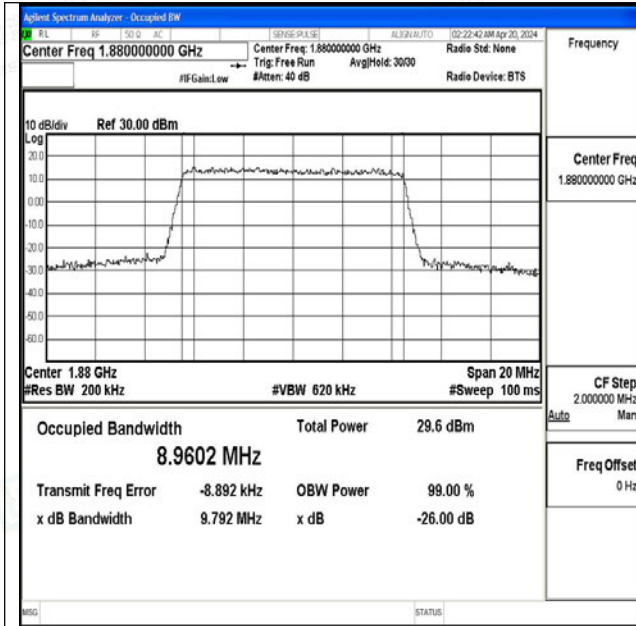 Agilent Spectrum Analyzer - Occupied BW
RL RF 50 Ω AC SENSE:PULSE ALIGN AUTO 02:22:42 AM Apr 20, 2024
Center Freq 1.880000000 GHz
Center Freq: 1.880000000 GHz
Radio Std: None
Trig: Free Run Avg|Hold: 30/30
#IFGain:Low #Atten: 40 dB Radio Device: BTS
10 dB/div Ref 30.00 dBm
Log
20.0
10.0
0.00
-10.0
-20.0
-30.0
-40.0
-50.0
-60.0
Center 1.88 GHz Span 20 MHz
#Res BW 200 kHz #VBW 620 kHz #Sweep 100 ms
Occupied Bandwidth Total Power 29.6 dBm
8.9602 MHz
Transmit Freq Error -8.892 kHz OBW Power 99.00 %
x dB Bandwidth 9.792 MHz x dB -26.00 dB
MSG STATUS
Frequency
Center Freq
1.880000000 GHz
CF Step
2.000000 MHz
Auto Man
Freq Offset
0 Hz